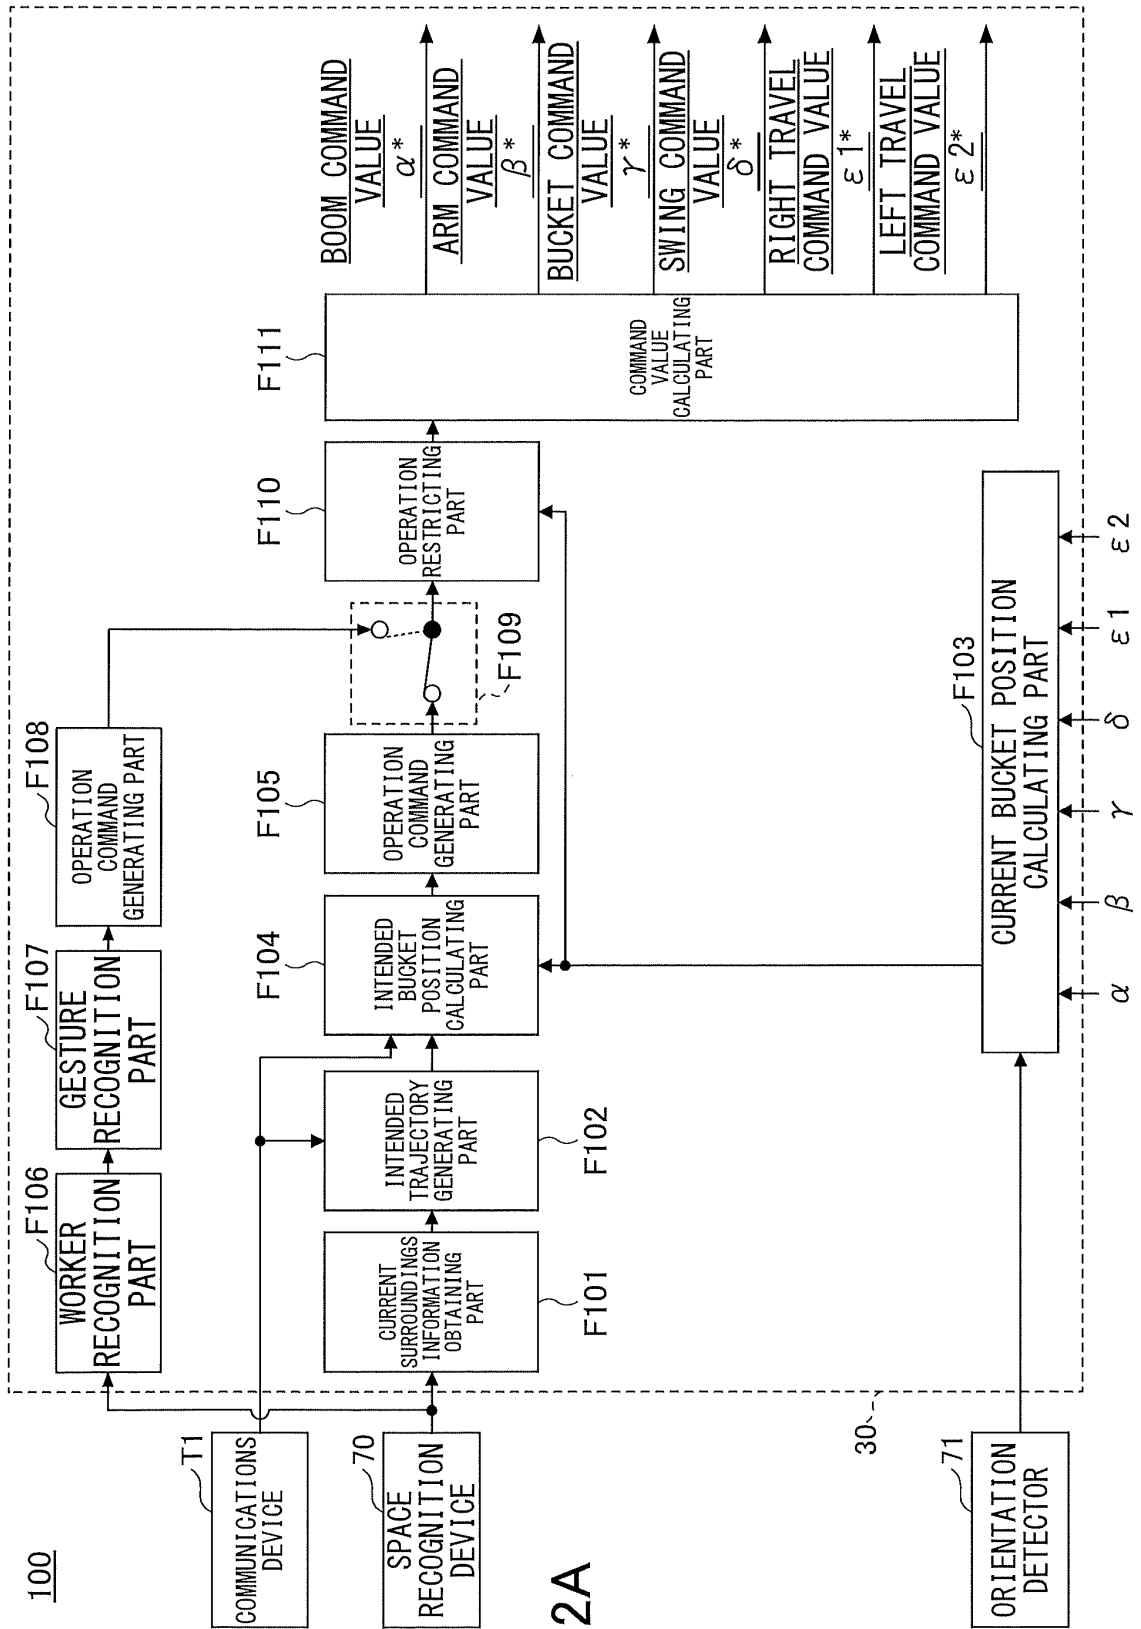 100
2A
COMMUNICATIONS
DEVICE
T1
SPACE
RECOGNITION
DEVICE
70
ORIENTATION
DETECTOR
71
30
WORKER
RECOGNITION
PART
F106
GESTURE
RECOGNITION
PART
F107
OPERATION
COMMAND
GENERATING PART
F108
CURRENT
SURROUNDINGS
INFORMATION
OBTAINING
PART
F101
INTENDED
TRAJECTORY
GENERATING
PART
F102
INTENDED
BUCKET
POSITION
CALCULATING
PART
F104
OPERATION
COMMAND
GENERATING
PART
F105
F109
OPERATION
RESTRICTING
PART
F110
COMMAND
VALUE
CALCULATING
PART
F111
CURRENT BUCKET POSITION
CALCULATING PART
F103
α
β
γ
δ
ε1
ε2
BOOM COMMAND
VALUE
α*
ARM COMMAND
VALUE
β*
BUCKET COMMAND
VALUE
γ*
SWING COMMAND
VALUE
δ*
RIGHT TRAVEL
COMMAND VALUE
ε1*
LEFT TRAVEL
COMMAND VALUE
ε2*